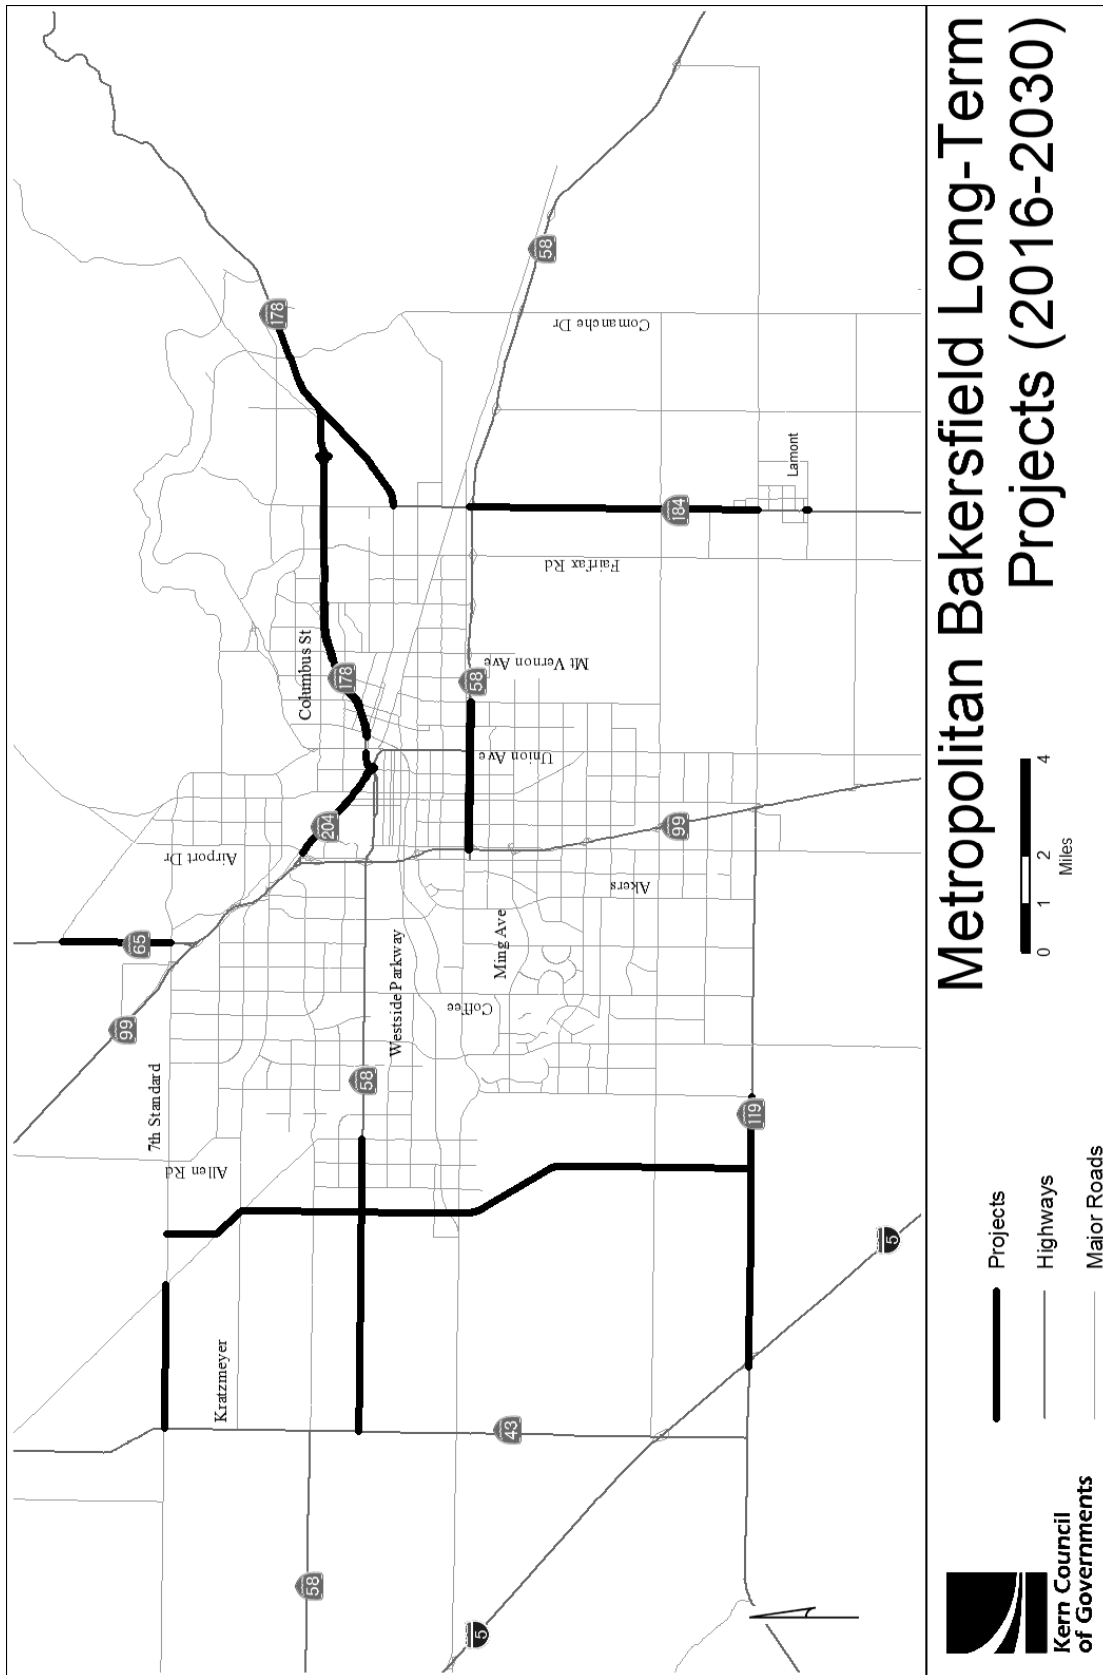 178
178
58
58
58
58
184
204
99
99
65
119
43
5
5
Columbus St
Comanche Dr
Lamont
Fairfax Rd
Mt Vernon Ave
Union Ave
Airport Dr
Akers
Ming Ave
Westside Parkway
Coffee
7th Standard
Allen Rd
Kratzmeyer
Kern Council
of Governments
Projects
Highways
Major Roads
0 1 2 4
Miles
Metropolitan Bakersfield Long-Term
Projects (2016-2030)